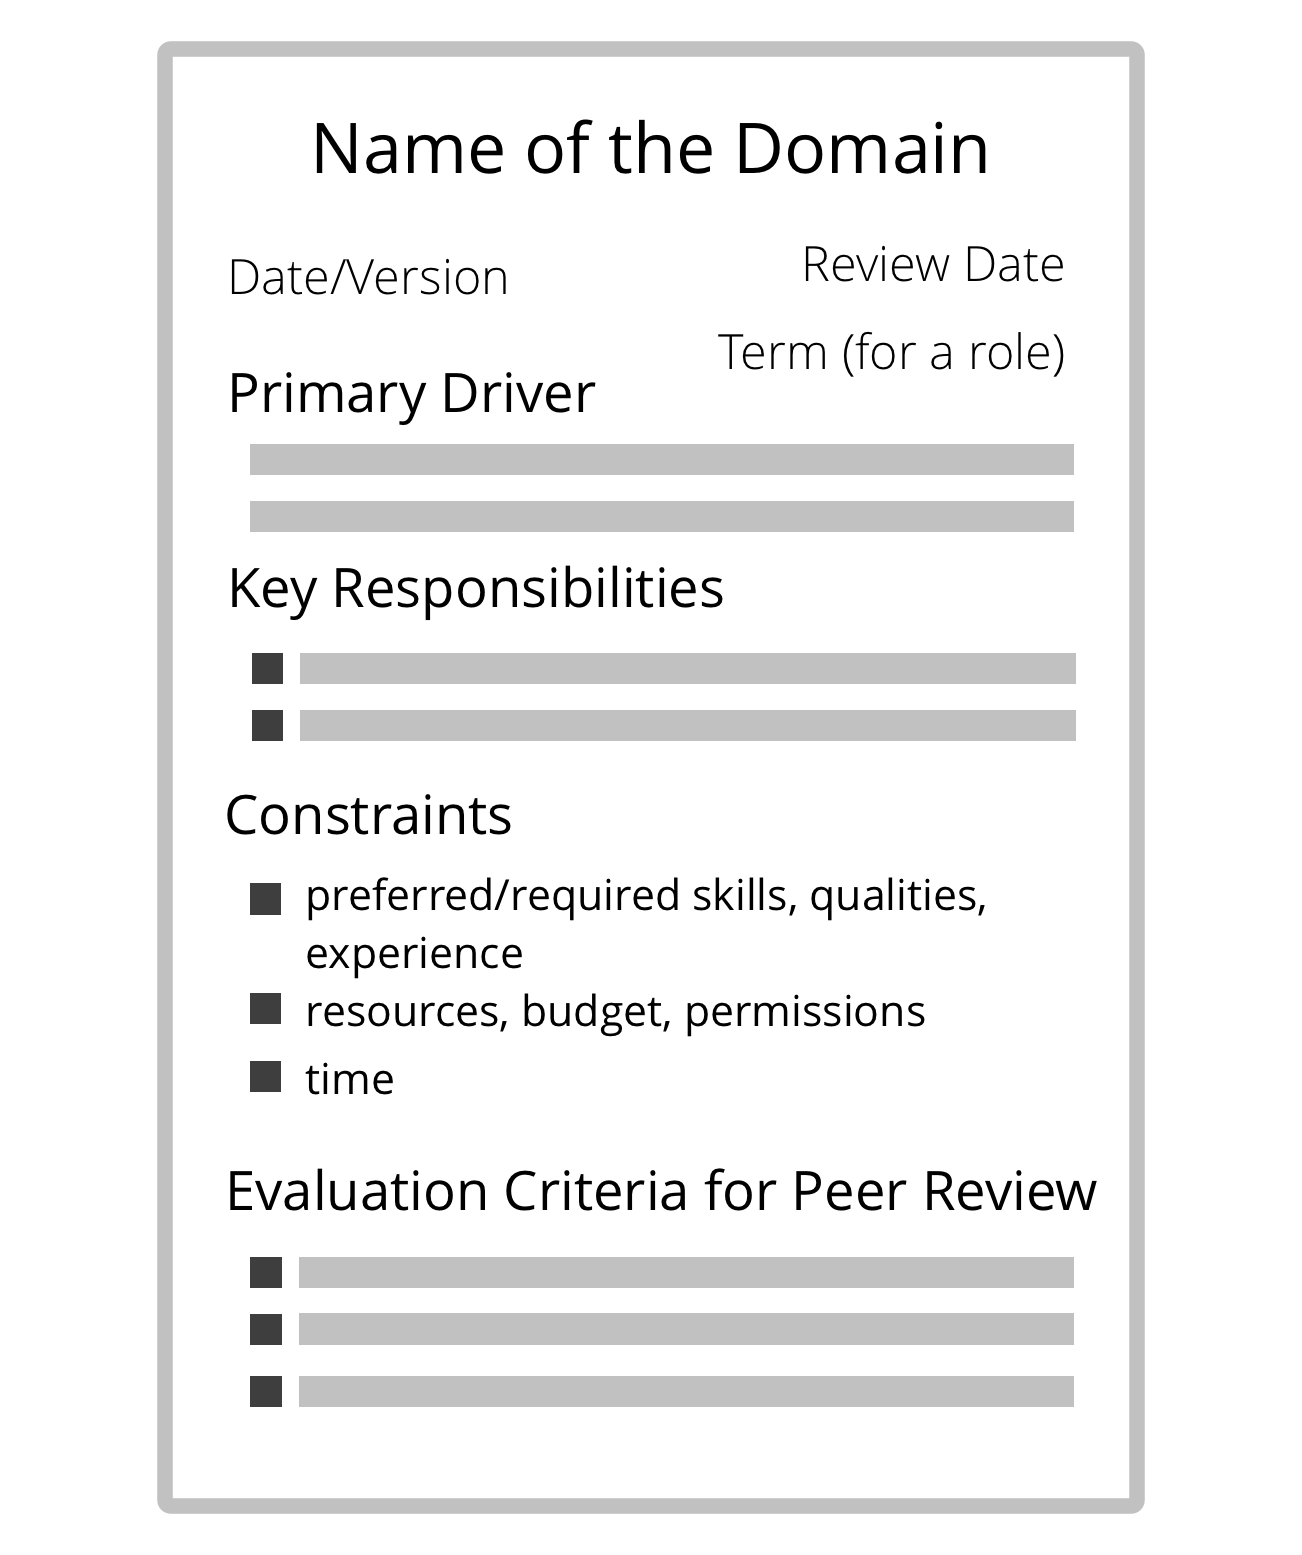 Name of the Domain
Date/Version
Review Date
Term (for a role)
Primary Driver
Key Responsibilities
Constraints
preferred/required skills, qualities,
experience
resources, budget, permissions
time
Evaluation Criteria for Peer Review